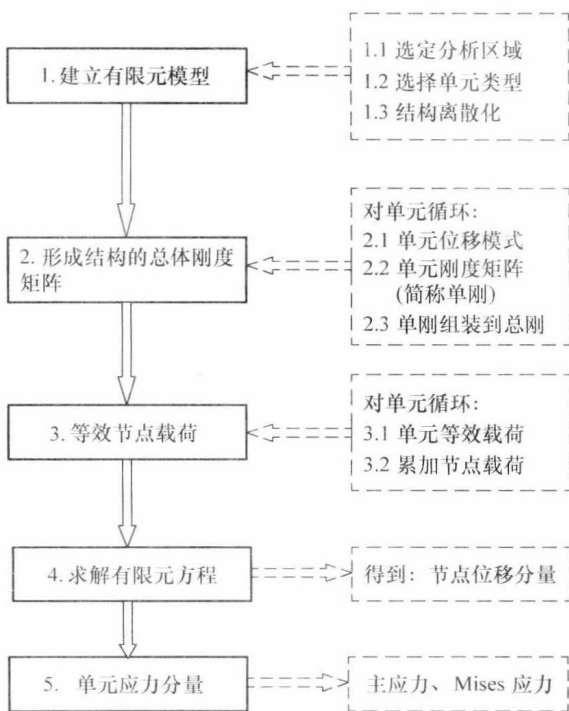 1.建立有限元模型
1.1 选定分析区域
1.2 选择单元类型
1.3 结构离散化
2. 形成结构的总体刚度
矩阵
对单元循环:
2.1 单元位移模式
2.2 单元刚度矩阵
(简称单刚)
2.3 单刚组装到总刚
3. 等效节点载荷
对单元循环:
3.1 单元等效载荷
3.2 累加节点载荷
4. 求解有限元方程
得到: 节点位移分量
5. 单元应力分量
主应力、Mises 应力